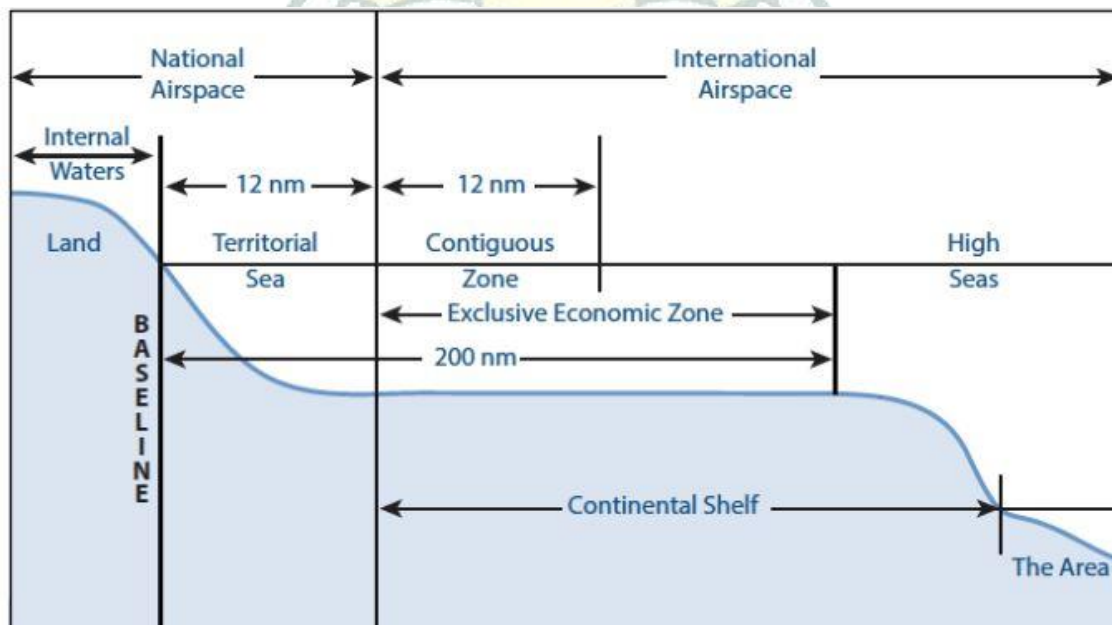 National
Airspace
International
Airspace
Internal
Waters
12 nm
12 nm
Land
Territorial
Sea
Contiguous
Zone
High
Seas
Exclusive Economic Zone
200 nm
BASELINE
Continental Shelf
The Area